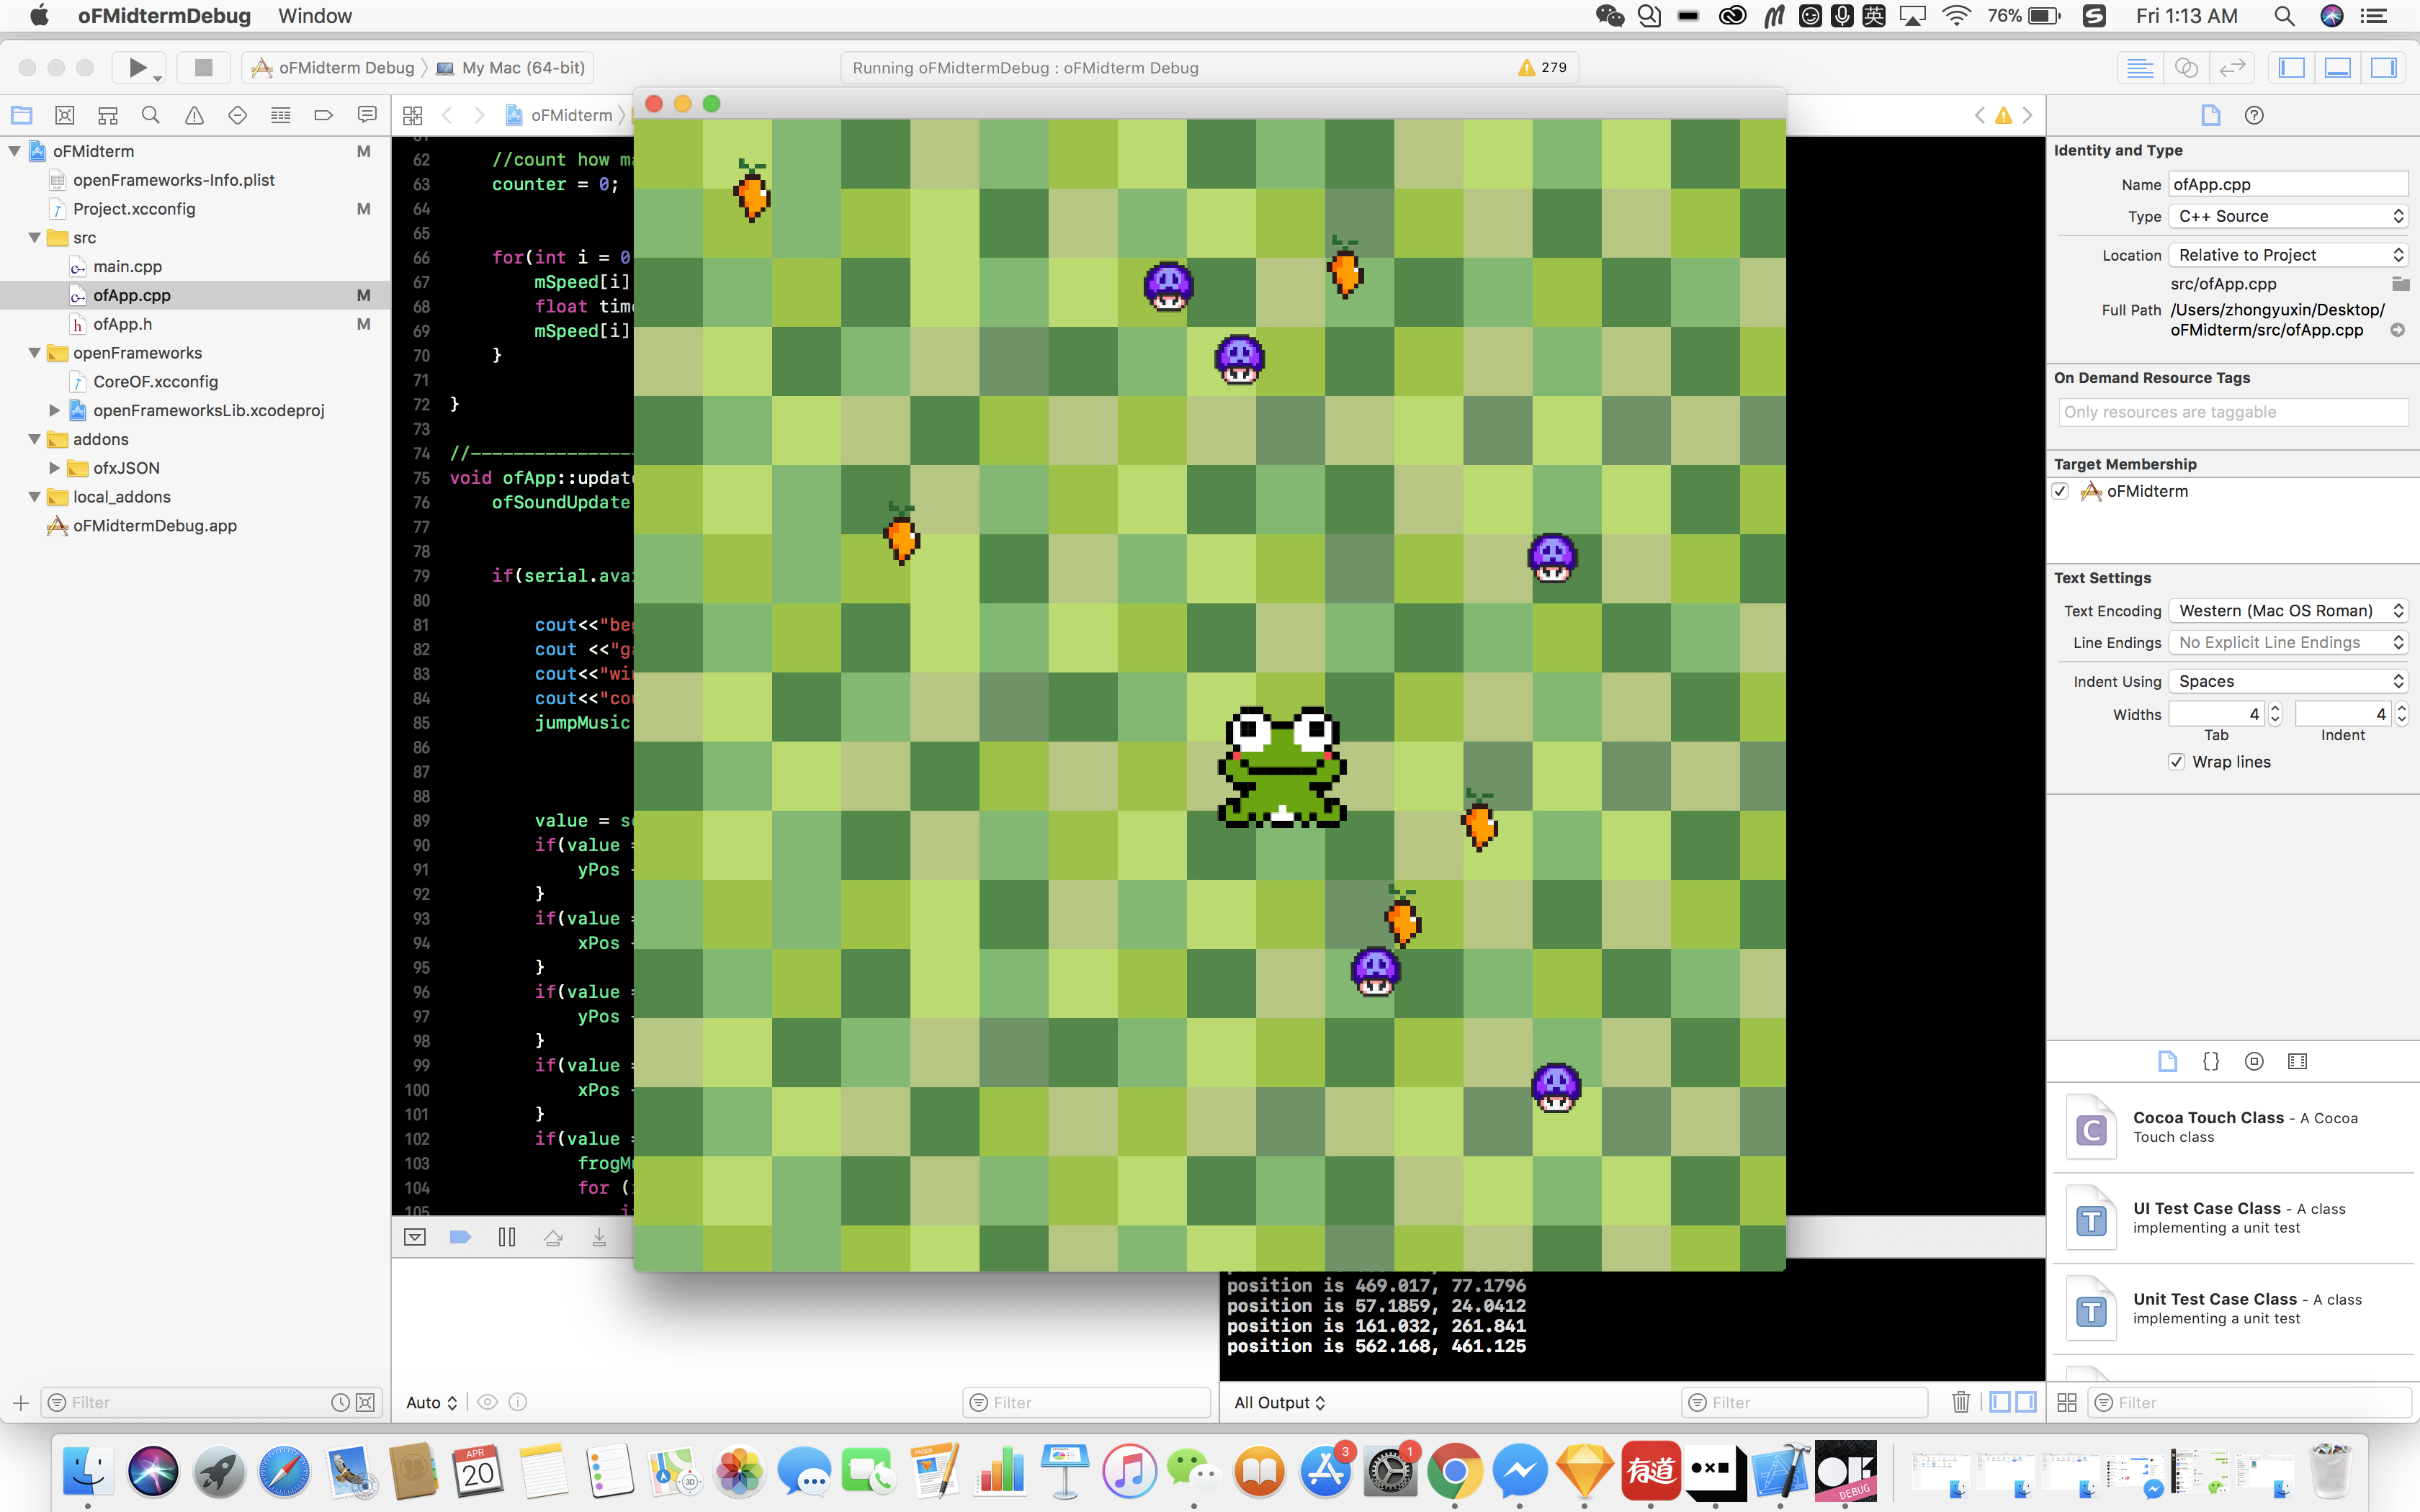 oFMidtermDebug Window
英 76% Fri 1:13 AM
oFMidterm Debug My Mac (64-bit)
Running oFMidtermDebug : oFMidterm Debug
279
oFMidterm M
openFrameworks-Info.plist
Project.xcconfig M
src
main.cpp
ofApp.cpp M
ofApp.h M
openFrameworks
CoreOF.xcconfig
openFrameworksLib.xcodeproj
addons
ofxJSON
local_addons
oFMidtermDebug.app
Filter
oFMidterm
62 //count how
63 counter = 0;
64
65
66 for(int i = 0
67 mSpeed[i]
68 float
69 mSpeed[i]
70 }
71
72 }
73
74 //---------------
75 void ofApp::update
76 ofSoundUpdate
77
78
79 if(serial.
80
81 cout<<"
82 cout <<"
83 cout<<"
84 cout<<"
85 jumpMusic
86
87
88
89 value =
90 if(value
91 yPos
92 }
93 if(value
94 xPos
95 }
96 if(value
97 yPos
98 }
99 if(value
100 xPos
101 }
102 if(value
103
104 for (
105
position is 469.017, 77.1796
position is 57.1859, 24.0412
position is 161.032, 261.841
position is 562.168, 461.125
Auto
Filter
All Output
Filter
Identity and Type
Name ofApp.cpp
Type C++ Source
Location Relative to Project
src/ofApp.cpp
Full Path /Users/zhongyuxin/Desktop/
oFMidterm/src/ofApp.cpp
On Demand Resource Tags
Only resources are taggable
Target Membership
oFMidterm
Text Settings
Text Encoding Western (Mac OS Roman)
Line Endings No Explicit Line Endings
Indent Using Spaces
Widths 4 4
Tab Indent
Wrap lines
{}
C
Cocoa Touch Class - A Cocoa
Touch class
T
UI Test Case Class - A class
implementing a unit test
T
Unit Test Case Class - A class
implementing a unit test
Filter
APR
20
3D
PAGES
3
1
有道
DEBUG